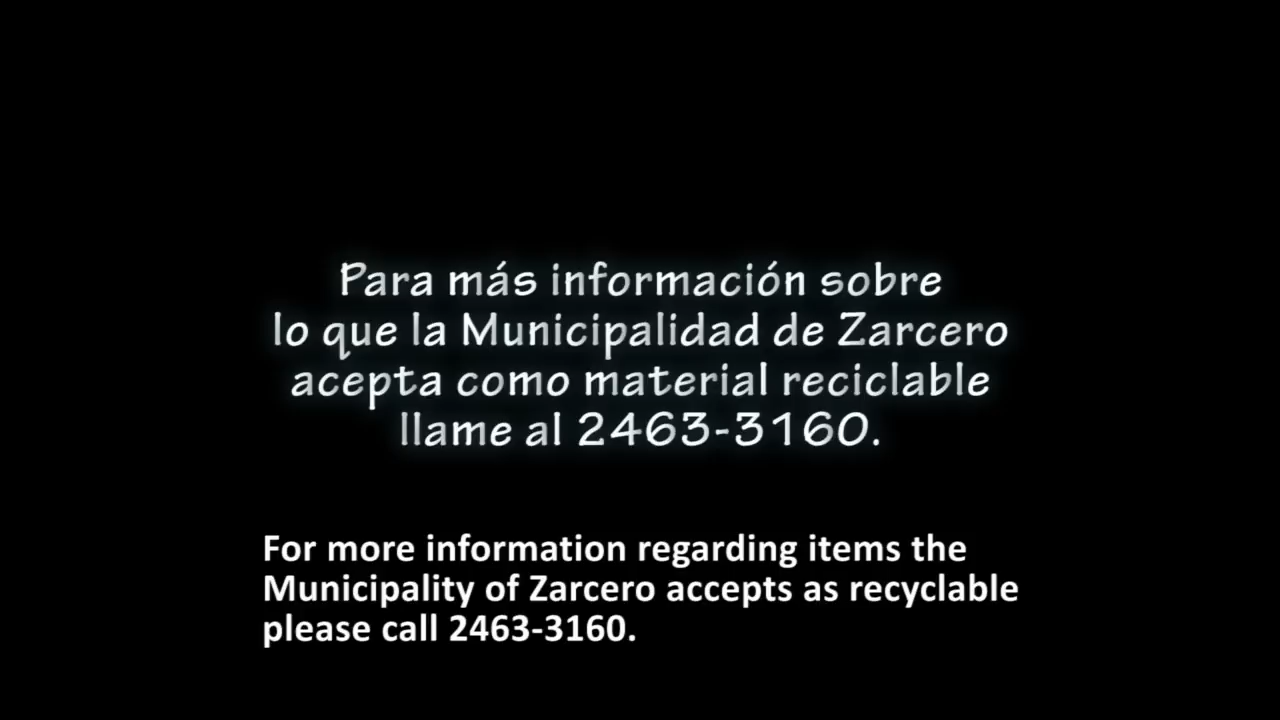 Para más información sobre
lo que la Municipalidad de Zarcero
acepta como material reciclable
llame al 2463-3160.
For more information regarding items the
Municipality of Zarcero accepts as recyclable
please call 2463-3160.